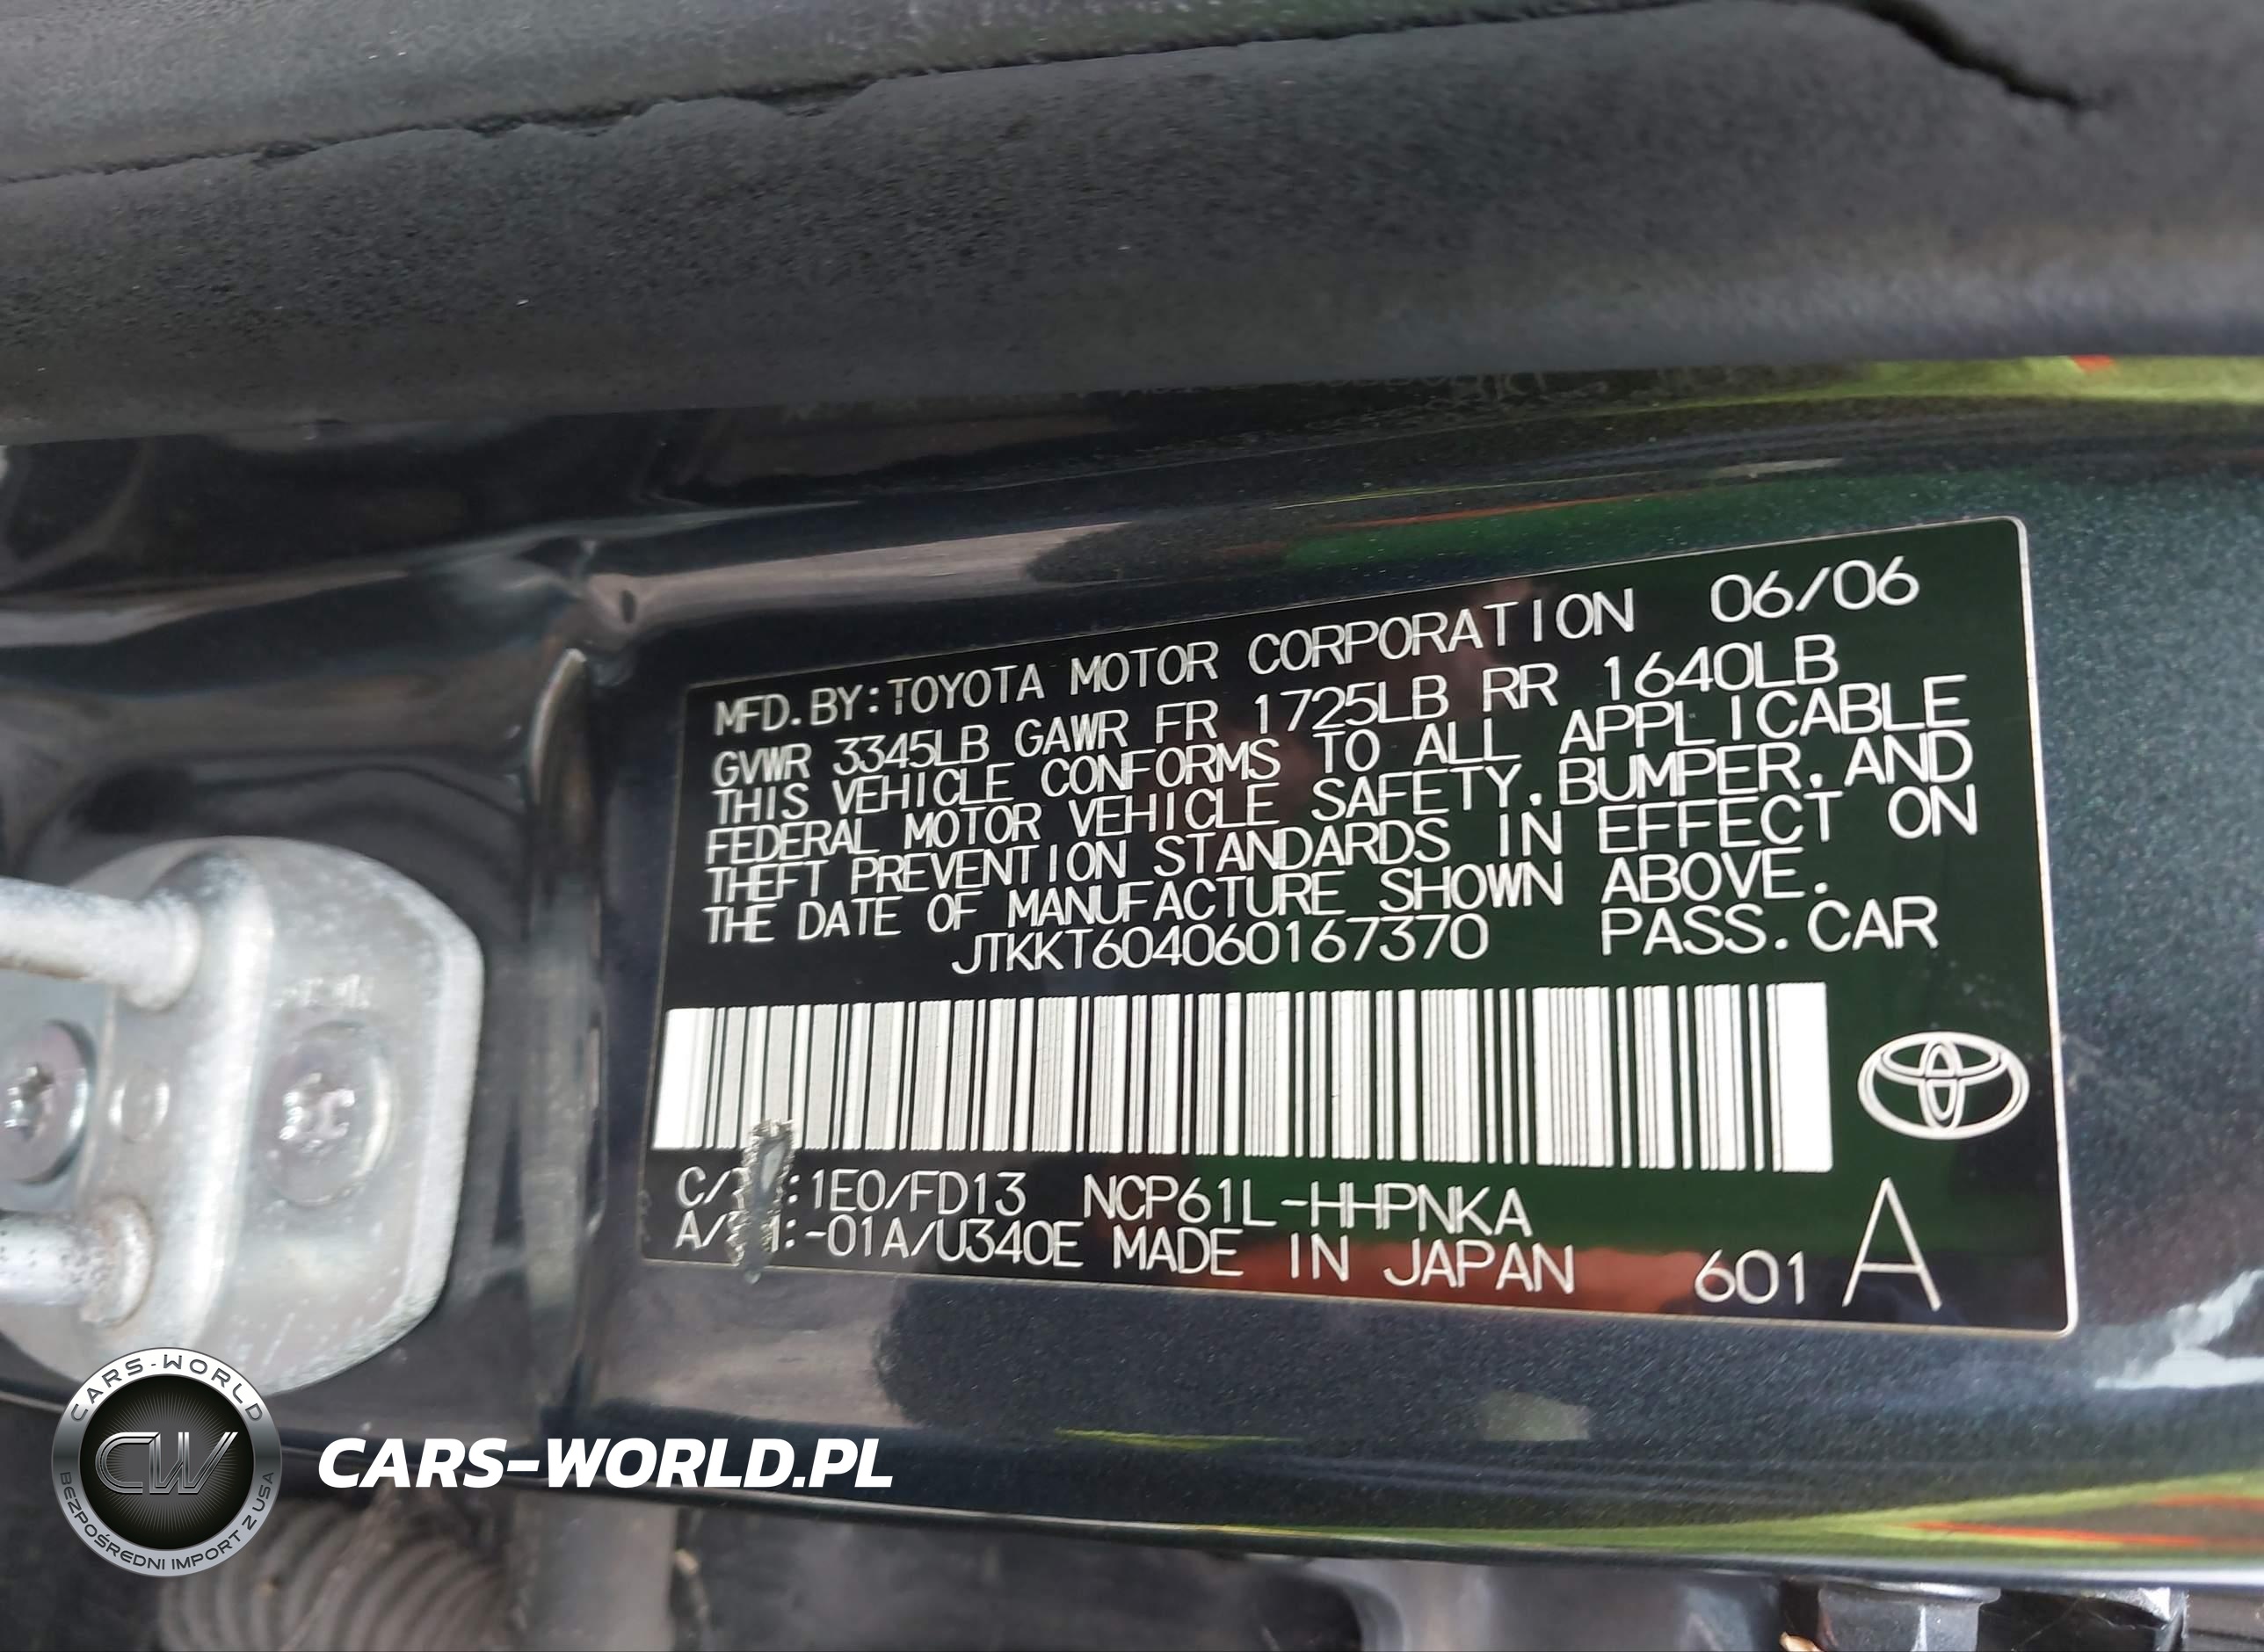 MFD.BY:TOYOTA MOTOR CORPORATION 06/06
GVWR 3345LB GAWR FR 1725LB RR 1640LB
THIS VEHICLE CONFORMS TO ALL APPLICABLE
FEDERAL MOTOR VEHICLE SAFETY, BUMPER, AND
THEFT PREVENTION STANDARDS IN EFFECT ON
THE DATE OF MANUFACTURE SHOWN ABOVE.
JTKKT604060167370 PASS.CAR
:1E0/FD13 NCP61L-HHPNKA
:-01A/U340E MADE IN JAPAN 601 A
CARS-WORLD
CW
BEZPOŚREDNI IMPORT Z USA
CARS-WORLD.PL